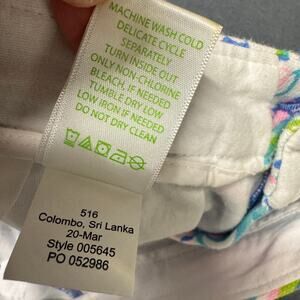 MACHINE WASH COLD
DELICATE CYCLE
SEPARATELY
TURN INSIDE OUT
ONLY NON-CHLORINE
BLEACH. IF NEEDED
TUMBLE DRY LOW
LOW IRON IF NEEDED
DO NOT DRY CLEAN
516
Colombo, Sri Lanka
20-Mar
Style 005645
PO 052986